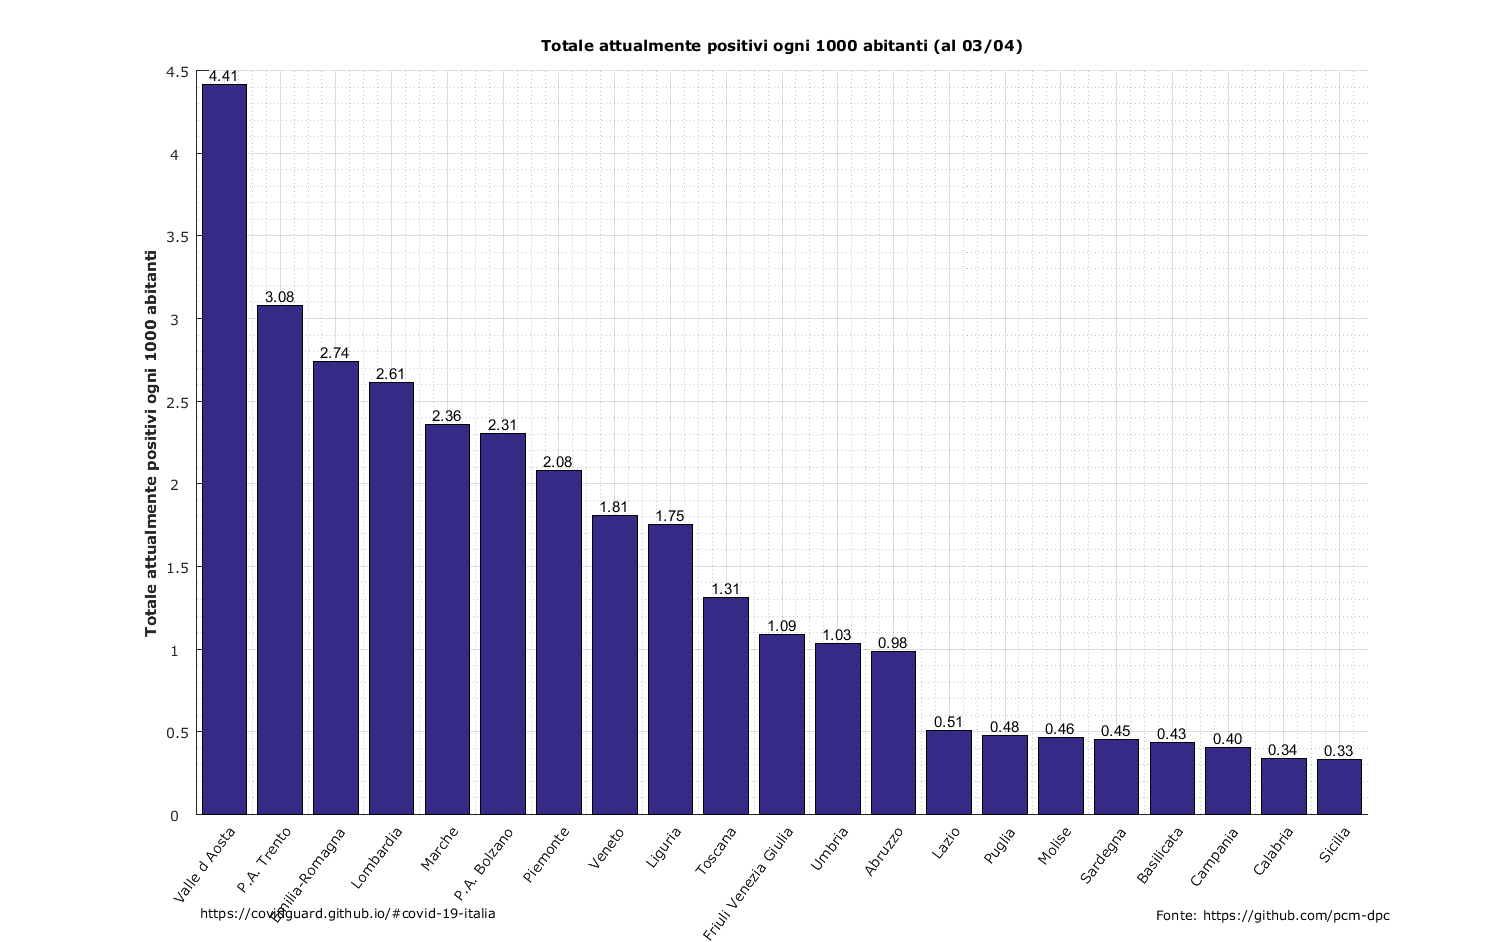 Totale attualmente positivi ogni 1000 abitanti (al 03/04)
Totale attualmente positivi ogni 1000 abitanti
4.5
4
3.5
3
2.5
2
1.5
1
0.5
0
4.41
3.08
2.74
2.61
2.36
2.31
2.08
1.81
1.75
1.31
1.09
1.03
0.98
0.51
0.48
0.46
0.45
0.43
0.40
0.34
0.33
Valle d Aosta
P.A. Trento
Emilia-Romagna
Lombardia
Marche
P.A. Bolzano
Piemonte
Veneto
Liguria
Toscana
Friuli Venezia Giulia
Umbria
Abruzzo
Lazio
Puglia
Molise
Sardegna
Basilicata
Campania
Calabria
Sicilia
https://covidguard.github.io/#covid-19-italia
Fonte: https://github.com/pcm-dpc